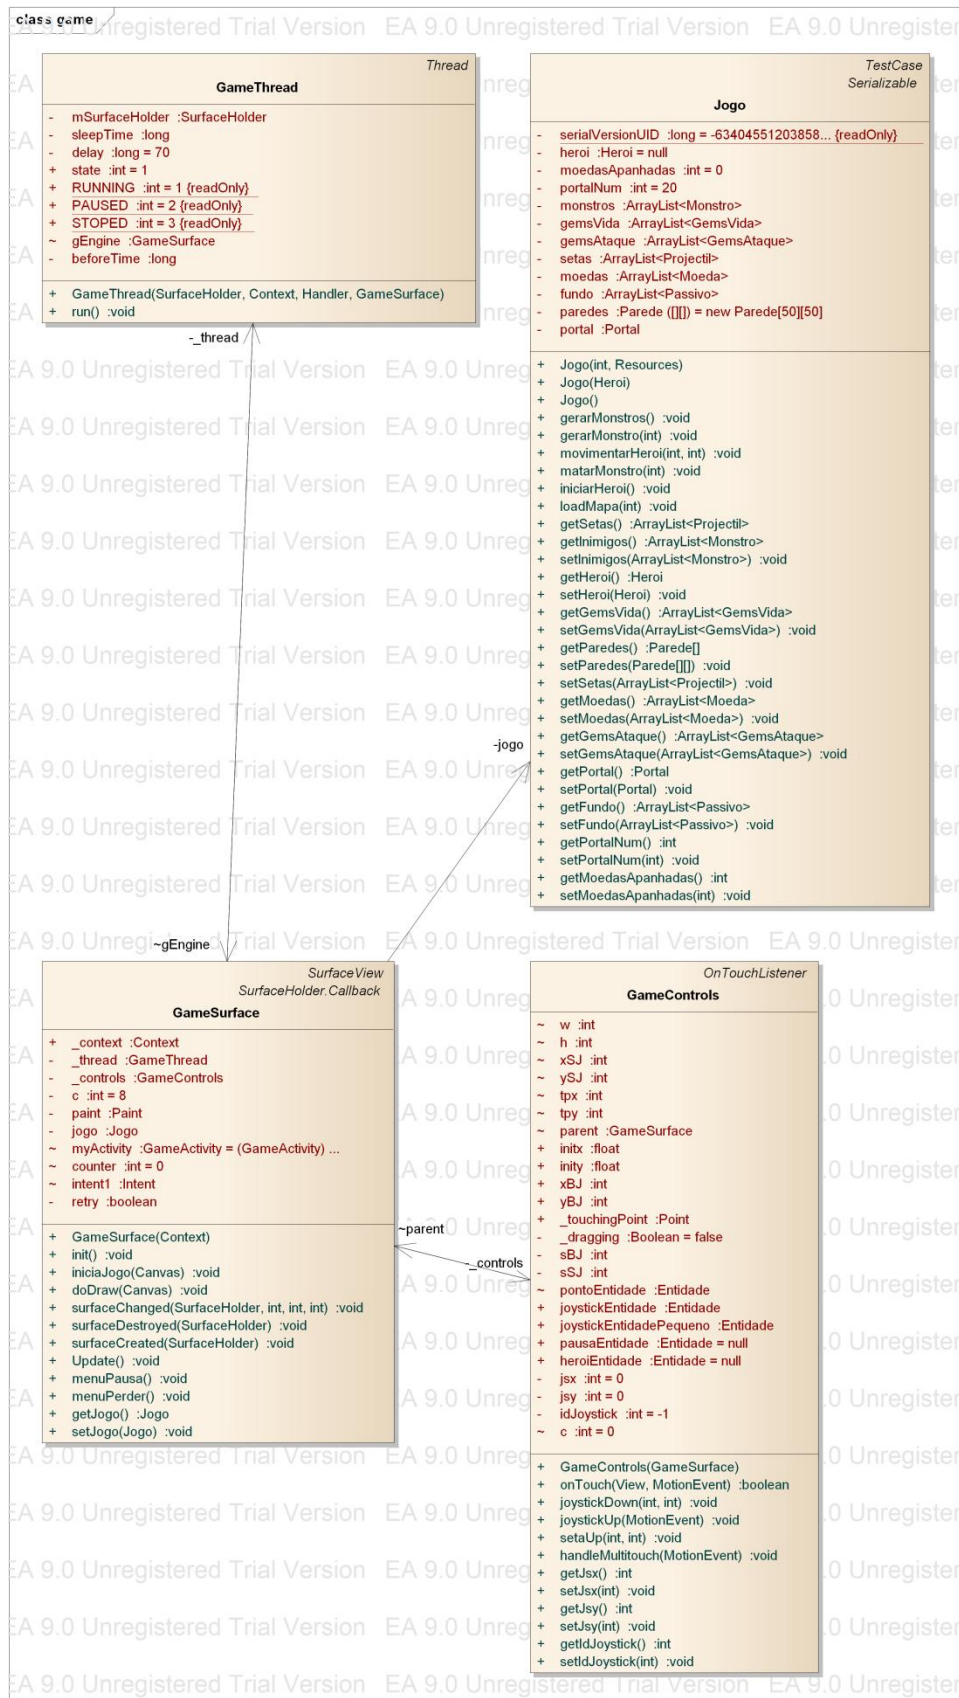 class game
EA 9.0 Unregistered Trial Version EA 9.0 Unregistered Trial Version EA 9.0 Unregister
Thread
GameThread
- mSurfaceHolder :SurfaceHolder
- sleepTime :long
- delay :long = 70
+ state :int = 1
+ RUNNING :int = 1 {readOnly}
+ PAUSED :int = 2 {readOnly}
+ STOPED :int = 3 {readOnly}
~ gEngine :GameSurface
- beforeTime :long
+ GameThread(SurfaceHolder, Context, Handler, GameSurface)
+ run() :void
-_thread
TestCase
Serializable
Jogo
- serialVersionUID :long = -63404551203858... {readOnly}
- heroi :Heroi = null
- moedasApanhadas :int = 0
- portalNum :int = 20
- monstros :ArrayList<Monstro>
- gemsVida :ArrayList<GemsVida>
- gemsAtaque :ArrayList<GemsAtaque>
- setas :ArrayList<Projectil>
- moedas :ArrayList<Moeda>
- fundo :ArrayList<Passivo>
- paredes :Parede ([][]) = new Parede[50][50]
- portal :Portal
+ Jogo(int, Resources)
+ Jogo(Heroi)
+ Jogo()
+ gerarMonstros() :void
+ gerarMonstro(int) :void
+ movimentarHeroi(int, int) :void
+ matarMonstro(int) :void
+ iniciarHeroi() :void
+ loadMapa(int) :void
+ getSetas() :ArrayList<Projectil>
+ getInimigos() :ArrayList<Monstro>
+ setInimigos(ArrayList<Monstro>) :void
+ getHeroi() :Heroi
+ setHeroi(Heroi) :void
+ getGemsVida() :ArrayList<GemsVida>
+ setGemsVida(ArrayList<GemsVida>) :void
+ getParedes() :Parede[]
+ setParedes(Parede[][]) :void
+ setSetas(ArrayList<Projectil>) :void
+ getMoedas() :ArrayList<Moeda>
+ setMoedas(ArrayList<Moeda>) :void
+ getGemsAtaque() :ArrayList<GemsAtaque>
+ setGemsAtaque(ArrayList<GemsAtaque>) :void
+ getPortal() :Portal
+ setPortal(Portal) :void
+ getFundo() :ArrayList<Passivo>
+ setFundo(ArrayList<Passivo>) :void
+ getPortalNum() :int
+ setPortalNum(int) :void
+ getMoedasApanhadas() :int
+ setMoedasApanhadas(int) :void
-jogo
~gEngine
SurfaceView
SurfaceHolder.Callback
GameSurface
+ _context :Context
- _thread :GameThread
- _controls :GameControls
- c :int = 8
- paint :Paint
- jogo :Jogo
~ myActivity :GameActivity = (GameActivity) ...
~ counter :int = 0
~ intent1 :Intent
- retry :boolean
+ GameSurface(Context)
+ init() :void
+ iniciaJogo(Canvas) :void
+ doDraw(Canvas) :void
+ surfaceChanged(SurfaceHolder, int, int, int) :void
+ surfaceDestroyed(SurfaceHolder) :void
+ surfaceCreated(SurfaceHolder) :void
+ Update() :void
+ menuPausa() :void
+ menuPerder() :void
+ getJogo() :Jogo
+ setJogo(Jogo) :void
~parent
-_controls
OnTouchListener
GameControls
~ w :int
~ h :int
~ xSJ :int
~ ySJ :int
~ tpx :int
~ tpy :int
~ parent :GameSurface
+ initx :float
+ inity :float
+ xBJ :int
+ yBJ :int
+ _touchingPoint :Point
- _dragging :Boolean = false
- sBJ :int
- sSJ :int
~ pontoEntidade :Entidade
+ joystickEntidade :Entidade
+ joystickEntidadePequeno :Entidade
+ pausaEntidade :Entidade = null
+ heroiEntidade :Entidade = null
- jsx :int = 0
- jsy :int = 0
- idJoystick :int = -1
~ c :int = 0
+ GameControls(GameSurface)
+ onTouch(View, MotionEvent) :boolean
+ joystickDown(int, int) :void
+ joystickUp(MotionEvent) :void
+ setaUp(int, int) :void
+ handleMultitouch(MotionEvent) :void
+ getJsx() :int
+ setJsx(int) :void
+ getJsy() :int
+ setJsy(int) :void
+ getIdJoystick() :int
+ setIdJoystick(int) :void